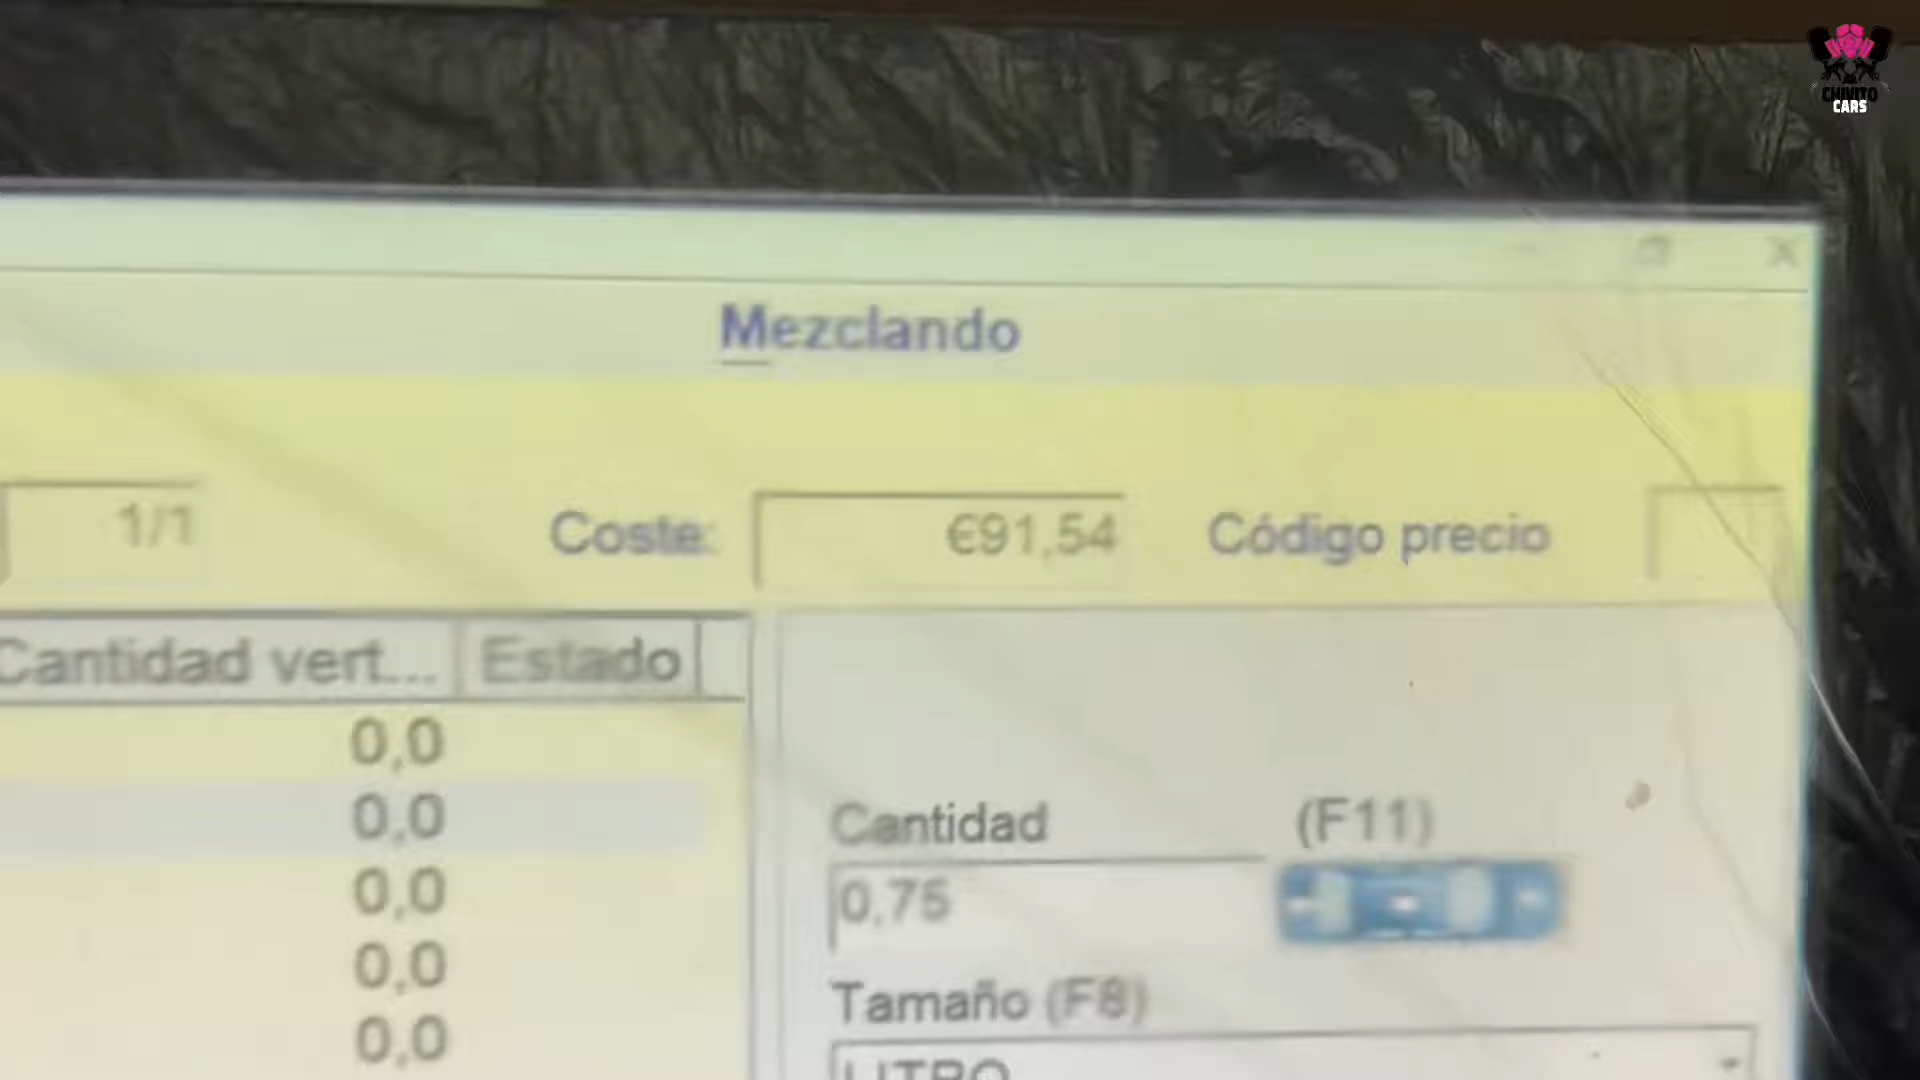 CHIVITO
CARS
Mezclando
1/1
Coste:
€91,54
Código precio
Cantidad vert...
Estado
0,0
0,0
0,0
0,0
0,0
Cantidad
(F11)
0,75
Tamaño (F8)
LITRO